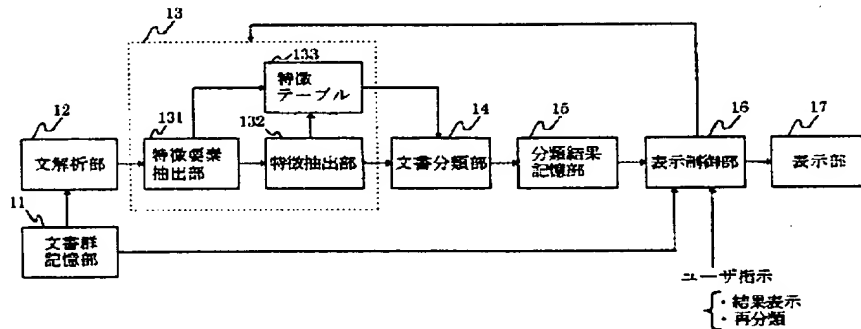 13
133
特徴
テーブル
12
131
132
14
15
16
17
文解析部
特徴要素
抽出部
特徴抽出部
文書分類部
分類結果
記憶部
表示制御部
表示部
11
文書群
記憶部
ユーザ指示
・結果表示
・再分類